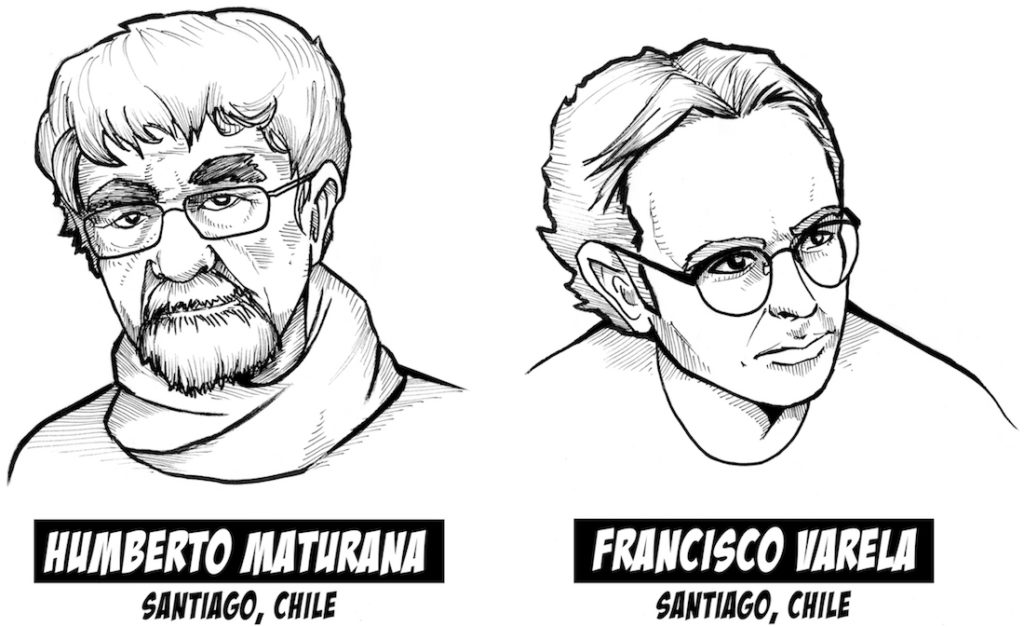 HUMBERTO MATURANA
SANTIAGO, CHILE
FRANCISCO VARELA
SANTIAGO, CHILE